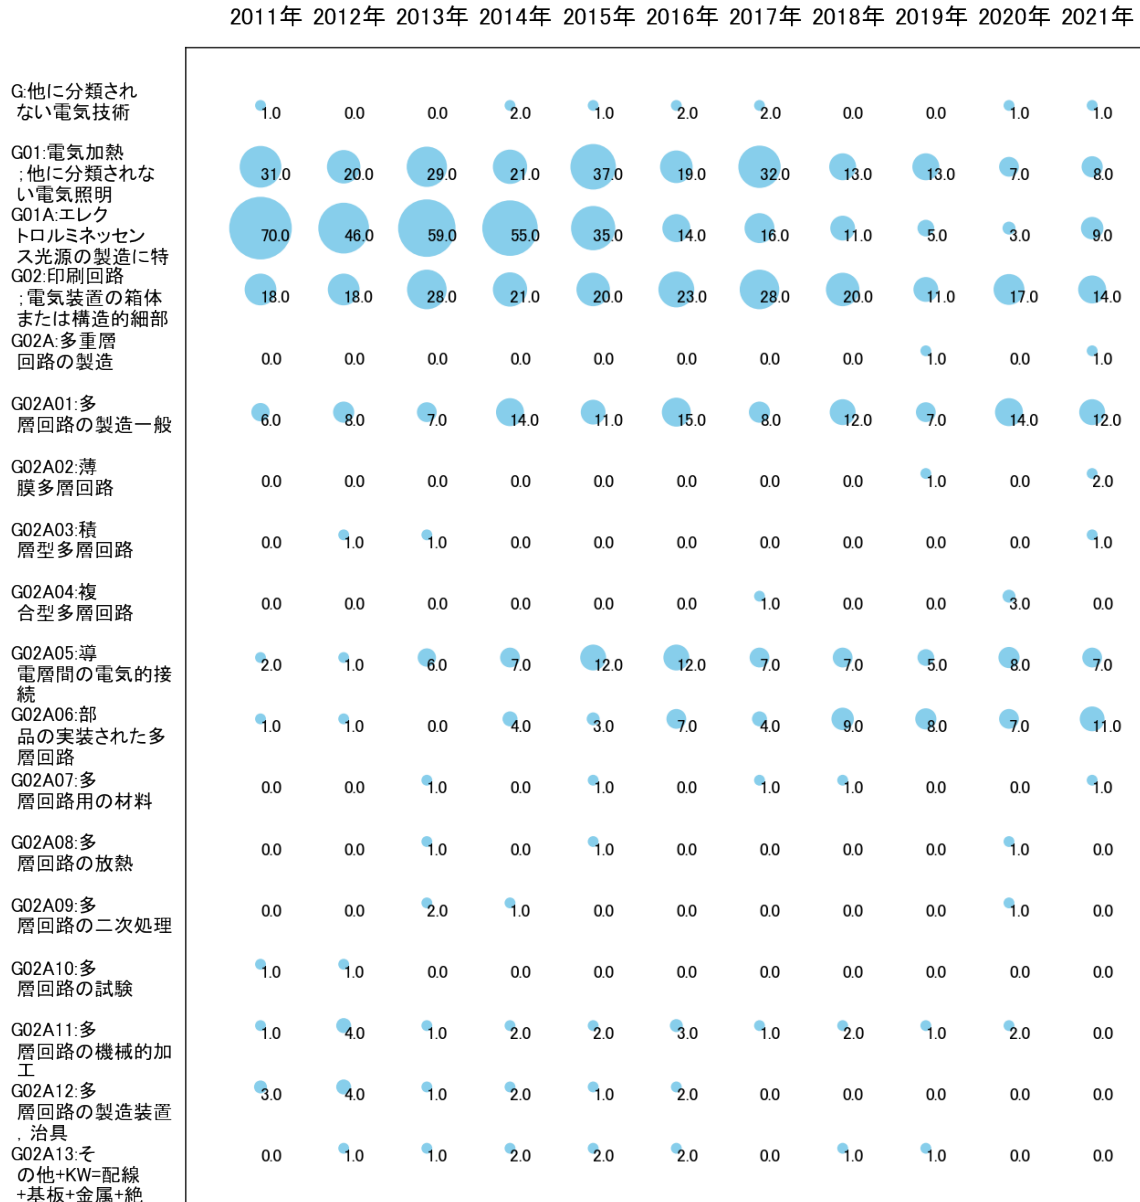 2011年 2012年 2013年 2014年 2015年 2016年 2017年 2018年 2019年 2020年 2021年
G:他に分類され
ない電気技術
1.0 0.0 0.0 2.0 1.0 2.0 2.0 0.0 0.0 1.0 1.0
G01:電気加熱
;他に分類されな
い電気照明
31.0 20.0 29.0 21.0 37.0 19.0 32.0 13.0 13.0 7.0 8.0
G01A:エレク
トロルミネッセン
ス光源の製造に特
70.0 46.0 59.0 55.0 35.0 14.0 16.0 11.0 5.0 3.0 9.0
G02:印刷回路
;電気装置の箱体
または構造的細部
18.0 18.0 28.0 21.0 20.0 23.0 28.0 20.0 11.0 17.0 14.0
G02A:多重層
回路の製造
0.0 0.0 0.0 0.0 0.0 0.0 0.0 0.0 1.0 0.0 1.0
G02A01:多
層回路の製造一般
6.0 8.0 7.0 14.0 11.0 15.0 8.0 12.0 7.0 14.0 12.0
G02A02:薄
膜多層回路
0.0 0.0 0.0 0.0 0.0 0.0 0.0 0.0 1.0 0.0 2.0
G02A03:積
層型多層回路
0.0 1.0 1.0 0.0 0.0 0.0 0.0 0.0 0.0 0.0 1.0
G02A04:複
合型多層回路
0.0 0.0 0.0 0.0 0.0 0.0 1.0 0.0 0.0 3.0 0.0
G02A05:導
電層間の電気的接
続
2.0 1.0 6.0 7.0 12.0 12.0 7.0 7.0 5.0 8.0 7.0
G02A06:部
品の実装された多
層回路
1.0 1.0 0.0 4.0 3.0 7.0 4.0 9.0 8.0 7.0 11.0
G02A07:多
層回路用の材料
0.0 0.0 1.0 0.0 1.0 0.0 1.0 1.0 0.0 0.0 1.0
G02A08:多
層回路の放熱
0.0 0.0 1.0 0.0 1.0 0.0 0.0 0.0 0.0 1.0 0.0
G02A09:多
層回路の二次処理
0.0 0.0 2.0 1.0 0.0 0.0 0.0 0.0 0.0 1.0 0.0
G02A10:多
層回路の試験
1.0 1.0 0.0 0.0 0.0 0.0 0.0 0.0 0.0 0.0 0.0
G02A11:多
層回路の機械的加
工
1.0 4.0 1.0 2.0 2.0 3.0 1.0 2.0 1.0 2.0 0.0
G02A12:多
層回路の製造装置
,治具
3.0 4.0 1.0 2.0 1.0 2.0 0.0 0.0 0.0 0.0 0.0
G02A13:そ
の他+KW=配線
+基板+金属+絶
0.0 1.0 1.0 2.0 2.0 2.0 0.0 1.0 1.0 0.0 0.0